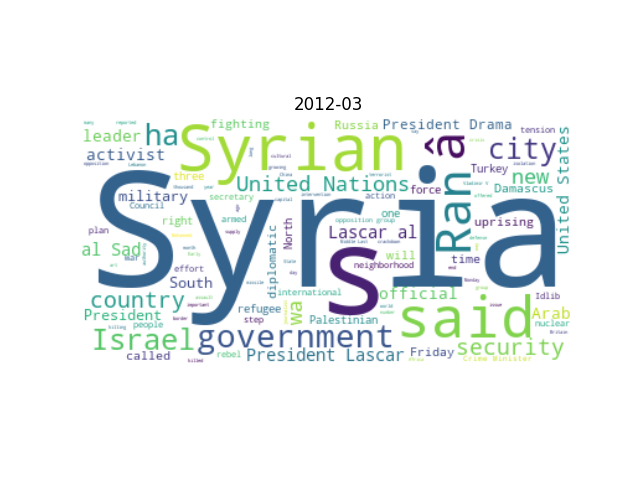 2012-03
fighting
Russia
President Drama
tension
leader
ha
Syrian
â
city
United States
activist
three
United Nations
secretary
force
Turkey
new
Damascus
military
Council
right
armed
North
action
one
opposition group
Lascar al
uprising
plan
al Sad
war
Syria
s
Ran
diplomatic
will
time
neighborhood
effort
South
international
official
Idlib
country
refugee
wa
President
people
step
Palestinian
said
Arab
nuclear
Israel
government
called
rebel
President Lascar
Friday
security
Crime Minister